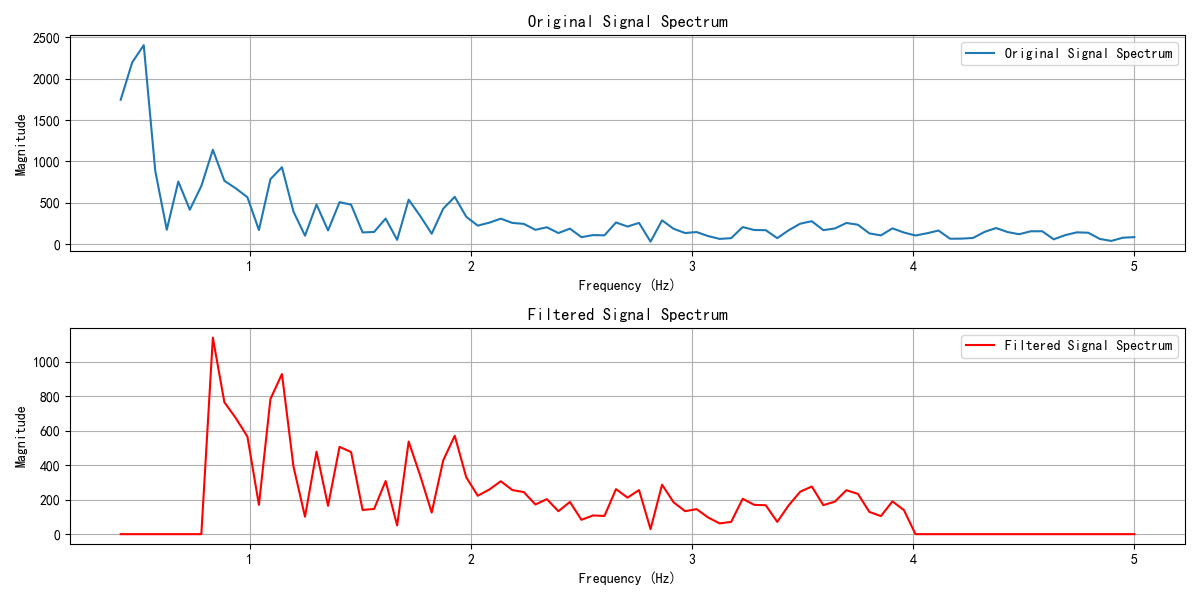 Original Signal Spectrum
2500
2000
1500
1000
500
0
Magnitude
Original Signal Spectrum
1 2 3 4 5
Frequency (Hz)
Filtered Signal Spectrum
1000
800
600
400
200
0
Magnitude
Filtered Signal Spectrum
1 2 3 4 5
Frequency (Hz)